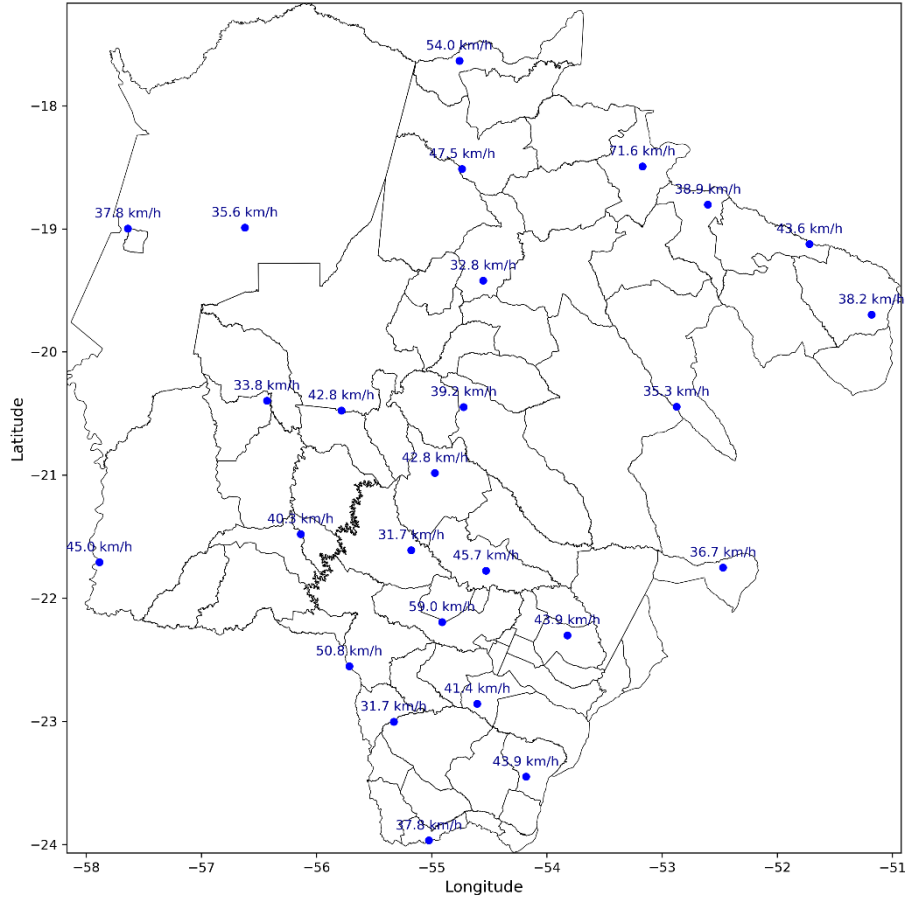 54.0 km/h
−18
47.5 km/h
71.6 km/h
38.9 km/h
37.8 km/h
35.6 km/h
43.6 km/h
−19
32.8 km/h
38.2 km/h
−20
33.8 km/h
42.8 km/h
39.2 km/h
35.3 km/h
Latitude
−21
42.8 km/h
40.3 km/h
45.0 km/h
31.7 km/h
45.7 km/h
36.7 km/h
−22
59.0 km/h
43.9 km/h
50.8 km/h
41.4 km/h
31.7 km/h
−23
43.9 km/h
37.8 km/h
−24
−58 −57 −56 −55 −54 −53 −52 −51
Longitude